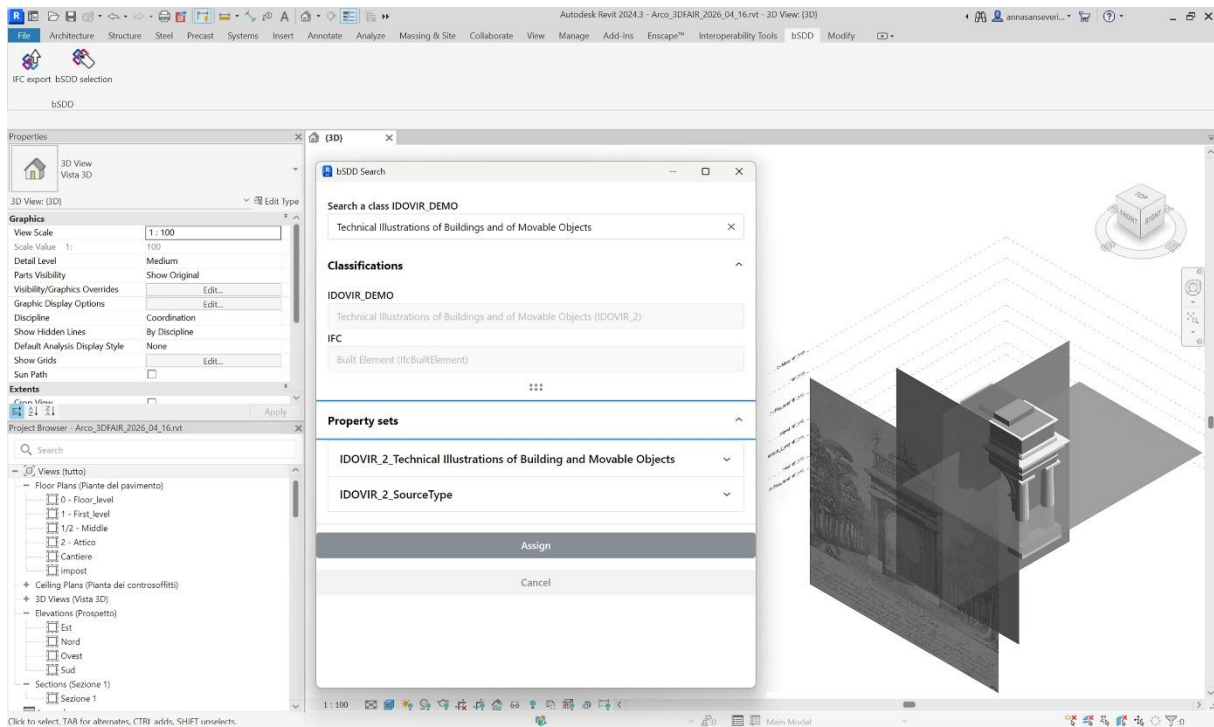 Autodesk Revit 2024.3 - Arco_3DFAIR_2026_04_16.rvt - 3D View: {3D}
annasanseveri...
File Architecture Structure Steel Precast Systems Insert Annotate Analyze Massing & Site Collaborate View Manage Add-Ins Enscape™ Interoperability Tools bSDD Modify
IFC export bSDD selection
bSDD
Properties
3D View
Vista 3D
3D View: {3D}
Edit Type
Graphics
View Scale 1 : 100
Scale Value 1: 100
Detail Level Medium
Parts Visibility Show Original
Visibility/Graphics Overrides Edit...
Graphic Display Options Edit...
Discipline Coordination
Show Hidden Lines By Discipline
Default Analysis Display Style None
Show Grids Edit...
Sun Path
Extents
Crop View
Apply
Project Browser - Arco_3DFAIR_2026_04_16.rvt
Search
Views (tutto)
Floor Plans (Piante del pavimento)
0 - Floor_level
1 - First_level
1/2 - Middle
2 - Attico
Cantiere
impost
Ceiling Plans (Pianta dei controsoffitti)
3D Views (Vista 3D)
Elevations (Prospetto)
Est
Nord
Ovest
Sud
Sections (Sezione 1)
Sezione 1
{3D}
bSDD Search
Search a class IDOVIR_DEMO
Technical Illustrations of Buildings and of Movable Objects
Classifications
IDOVIR_DEMO
Technical Illustrations of Buildings and of Movable Objects (IDOVIR_2)
IFC
Built Element (IfcBuiltElement)
Property sets
IDOVIR_2_Technical Illustrations of Building and Movable Objects
IDOVIR_2_SourceType
Assign
Cancel
TOP
FRONT
RIGHT
1 : 100
Click to select, TAB for alternates, CTRL adds, SHIFT unselects.
:0
Main Model
:0